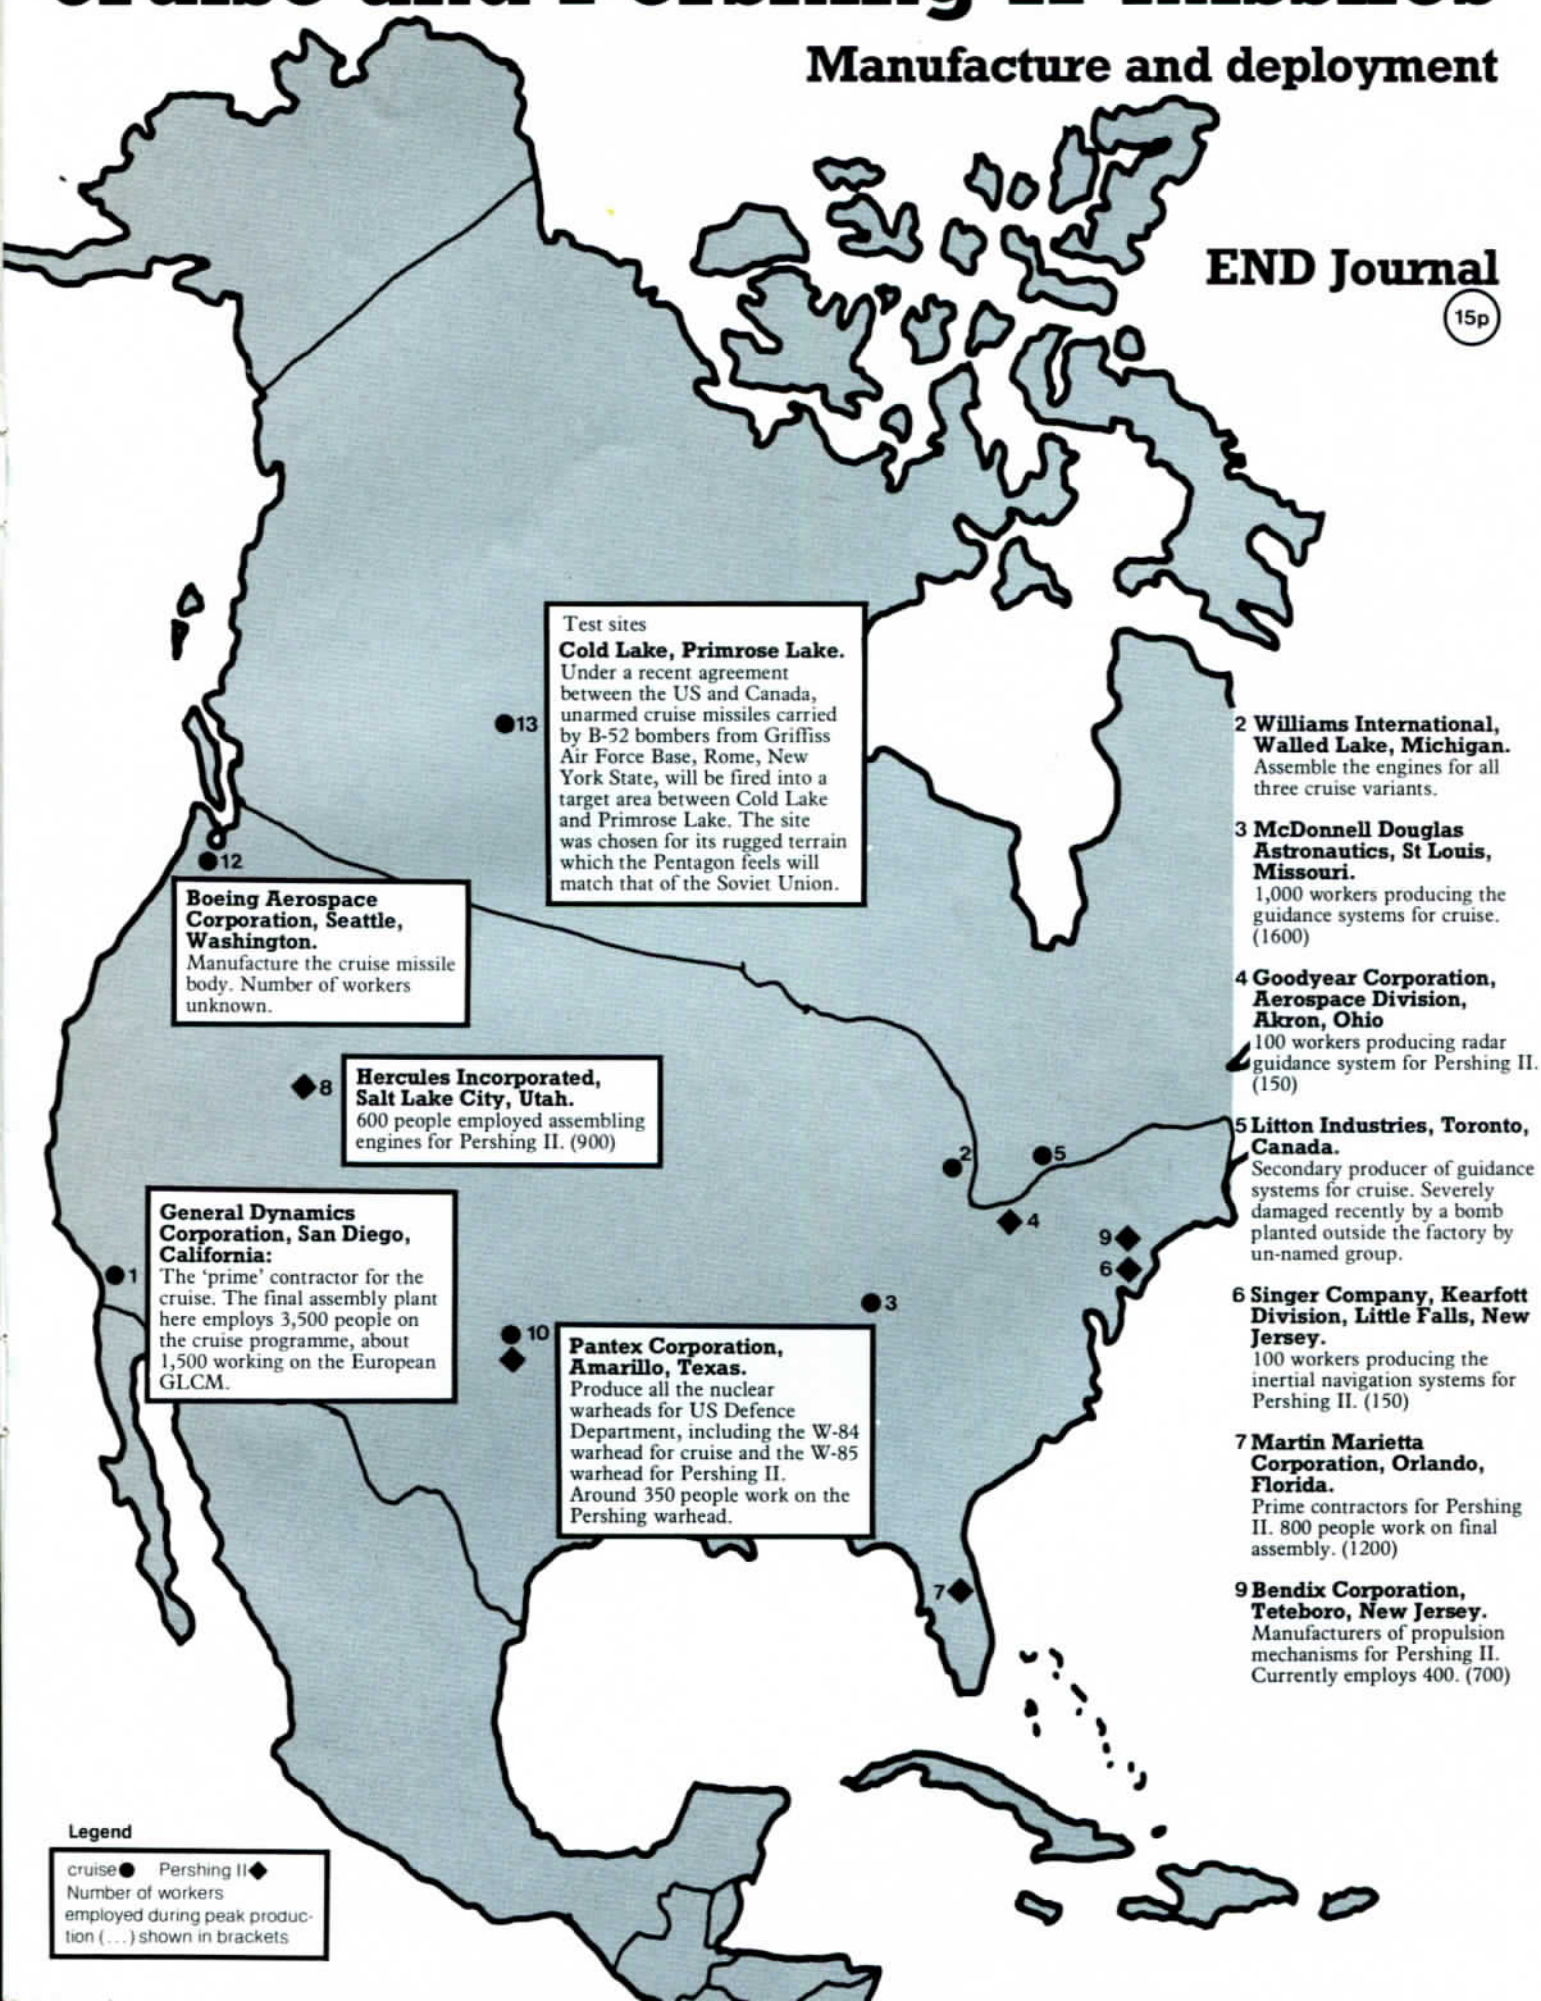 Cruise and Pershing II missiles
Manufacture and deployment
END Journal
15p
Test sites
Cold Lake, Primrose Lake.
Under a recent agreement
between the US and Canada,
unarmed cruise missiles carried
by B-52 bombers from Griffiss
Air Force Base, Rome, New
York State, will be fired into a
target area between Cold Lake
and Primrose Lake. The site
was chosen for its rugged terrain
which the Pentagon feels will
match that of the Soviet Union.
13
12
Boeing Aerospace
Corporation, Seattle,
Washington.
Manufacture the cruise missile
body. Number of workers
unknown.
8
Hercules Incorporated,
Salt Lake City, Utah.
600 people employed assembling
engines for Pershing II. (900)
General Dynamics
Corporation, San Diego,
California:
The ‘prime’ contractor for the
cruise. The final assembly plant
here employs 3,500 people on
the cruise programme, about
1,500 working on the European
GLCM.
1
10
Pantex Corporation,
Amarillo, Texas.
Produce all the nuclear
warheads for US Defence
Department, including the W-84
warhead for cruise and the W-85
warhead for Pershing II.
Around 350 people work on the
Pershing warhead.
2
5
4
9
6
3
7
2 Williams International,
Walled Lake, Michigan.
Assemble the engines for all
three cruise variants.
3 McDonnell Douglas
Astronautics, St Louis,
Missouri.
1,000 workers producing the
guidance systems for cruise.
(1600)
4 Goodyear Corporation,
Aerospace Division,
Akron, Ohio
100 workers producing radar
guidance system for Pershing II.
(150)
5 Litton Industries, Toronto,
Canada.
Secondary producer of guidance
systems for cruise. Severely
damaged recently by a bomb
planted outside the factory by
un-named group.
6 Singer Company, Kearfott
Division, Little Falls, New
Jersey.
100 workers producing the
inertial navigation systems for
Pershing II. (150)
7 Martin Marietta
Corporation, Orlando,
Florida.
Prime contractors for Pershing
II. 800 people work on final
assembly. (1200)
9 Bendix Corporation,
Teteboro, New Jersey.
Manufacturers of propulsion
mechanisms for Pershing II.
Currently employs 400. (700)
Legend
cruise● Pershing II◆
Number of workers
employed during peak produc-
tion (...) shown in brackets